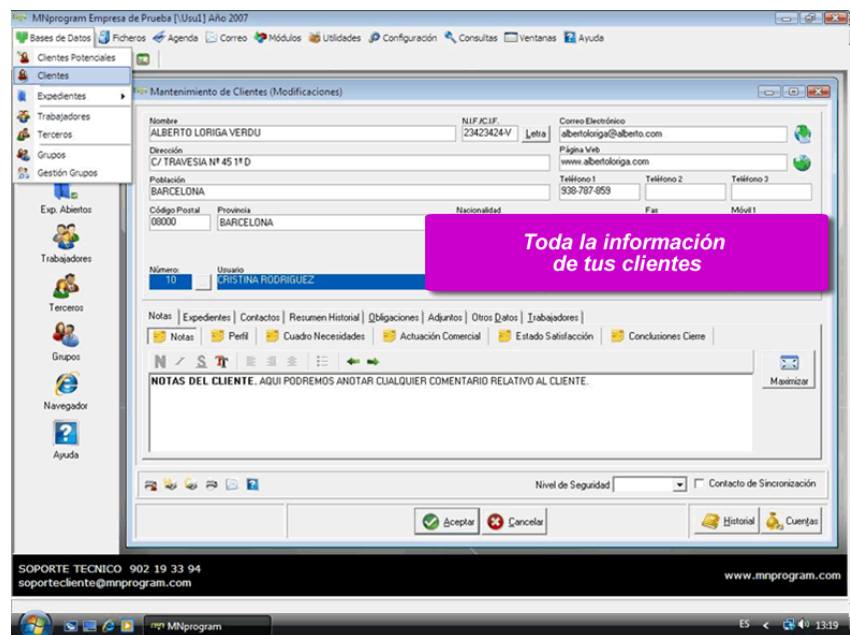 MNprogram Empresa de Prueba [\Usu1] Año 2007
Bases de Datos Ficheros Agenda Correo Módulos Utilidades Configuración Consultas Ventanas Ayuda
Clientes Potenciales
Clientes
Expedientes
Trabajadores
Terceros
Grupos
Gestión Grupos
Exp. Abiertos
Trabajadores
Terceros
Grupos
Navegador
Ayuda
Mantenimiento de Clientes (Modificaciones)
Nombre N.I.F./C.I.F. Correo Electrónico
ALBERTO LORIGA VERDU 23423424-V Letra albertoloriga@alberto.com
Dirección Página Web
C/ TRAVESIA Nº 45 1º D www.albertoloriga.com
Población Teléfono 1 Teléfono 2 Teléfono 3
BARCELONA 938-787-859
Código Postal Provincia Nacionalidad Fax Móvil 1
08000 BARCELONA
Toda la información
de tus clientes
Número: Usuario
10 CRISTINA RODRIGUEZ
Notas Expedientes Contactos Resumen Historial Obligaciones Adjuntos Otros Datos Trabajadores
Notas Perfil Cuadro Necesidades Actuación Comercial Estado Satisfacción Conclusiones Cierre
N S Tr
NOTAS DEL CLIENTE, AQUI PODREMOS ANOTAR CUALQUIER COMENTARIO RELATIVO AL CLIENTE.
Maximizar
Nivel de Seguridad Contacto de Sincronización
Aceptar Cancelar Historial Cuentas
SOPORTE TECNICO 902 19 33 94
soportecliente@mnprogram.com www.mnprogram.com
MNprogram ES 13:19